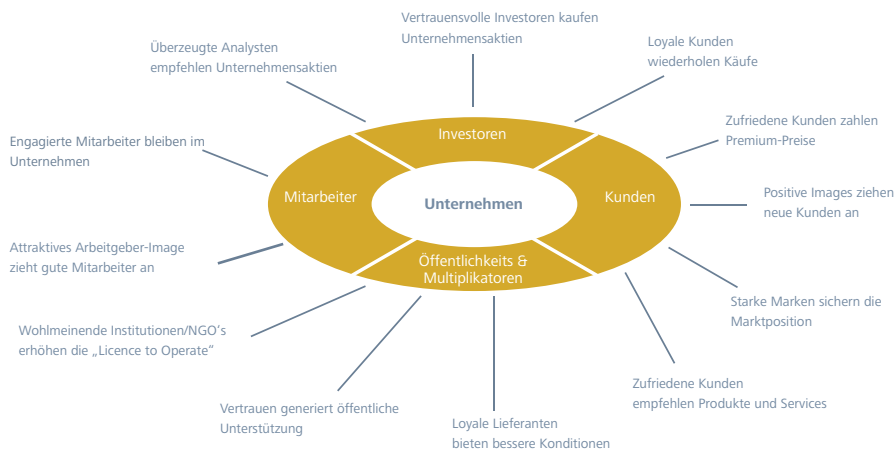 Vertrauensvolle Investoren kaufen
Unternehmensaktien
Überzeugte Analysten
empfehlen Unternehmensaktien
Loyale Kunden
wiederholen Käufe
Engagierte Mitarbeiter bleiben im
Unternehmen
Investoren
Zufriedene Kunden zahlen
Premium-Preise
Mitarbeiter
Unternehmen
Kunden
Positive Images ziehen
neue Kunden an
Attraktives Arbeitgeber-Image
zieht gute Mitarbeiter an
Öffentlichkeits &
Multiplikatoren
Starke Marken sichern die
Marktposition
Wohlmeinende Institutionen/NGO’s
erhöhen die „Licence to Operate“
Zufriedene Kunden
empfehlen Produkte und Services
Vertrauen generiert öffentliche
Unterstützung
Loyale Lieferanten
bieten bessere Konditionen